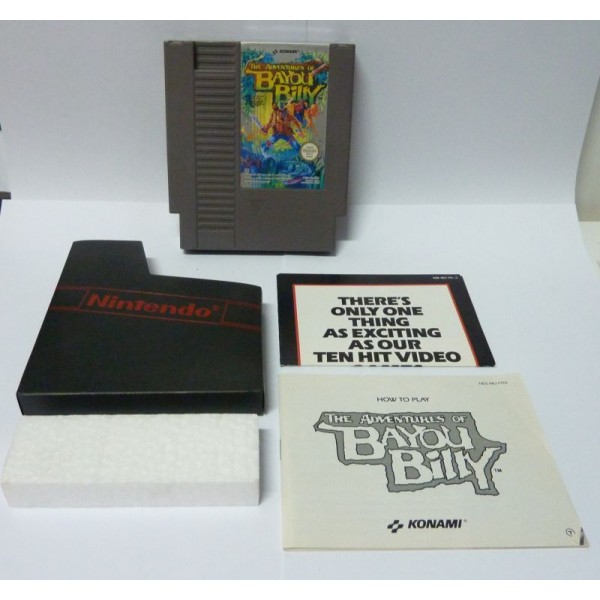 KONAMI
THE ADVENTURES OF
BAYOU
BILLY
Nintendo
THERE'S
ONLY ONE
THING
AS EXCITING
AS OUR
TEN HIT VIDEO
HOW TO PLAY
THE ADVENTURES OF
BAYOU
BILLY™
KONAMI